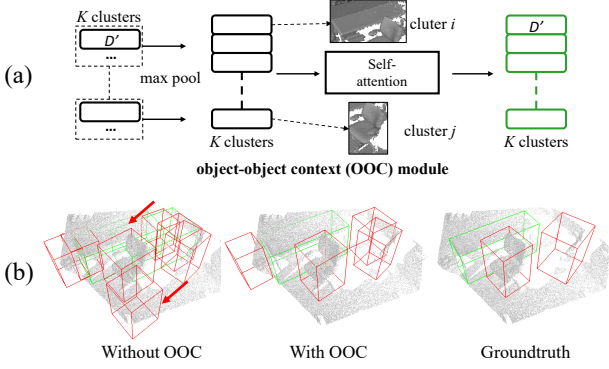 K clusters
D′
...
...
(a)
max pool
K clusters
cluter i
Self-
attention
cluster j
D′
K clusters
object-object context (OOC) module
(b)
Without OOC
With OOC
Groundtruth